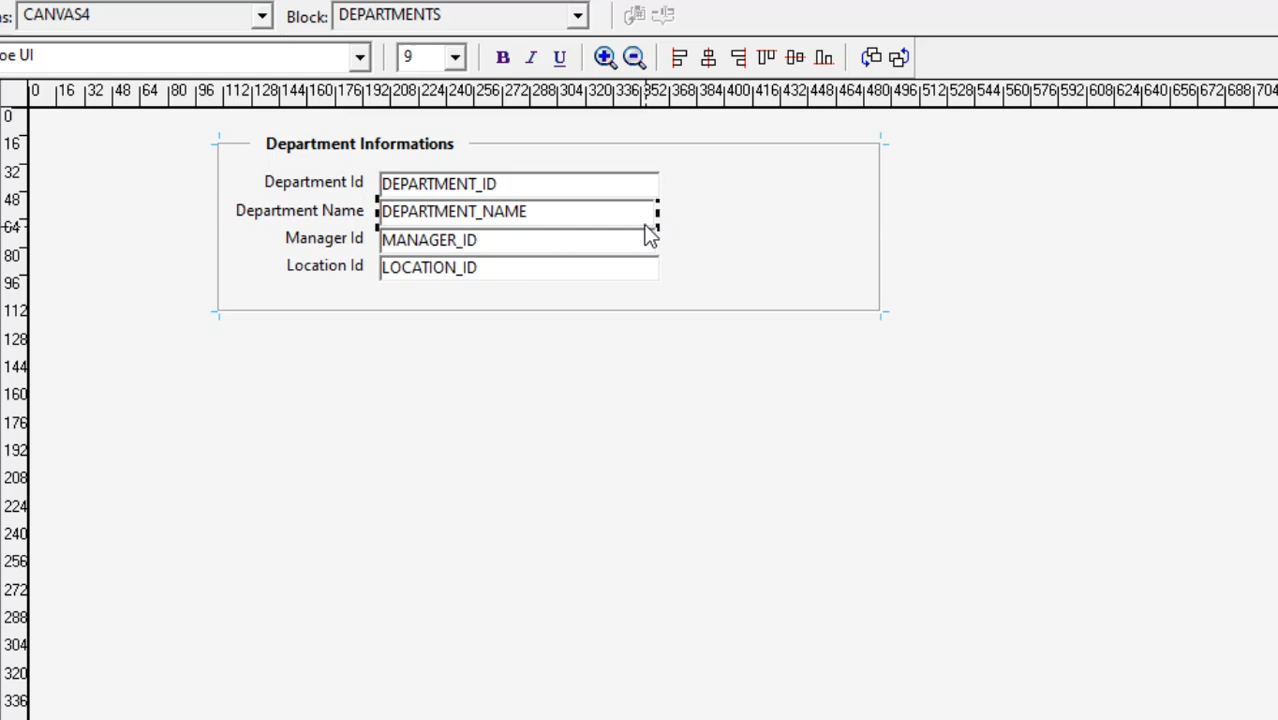 s: CANVAS4 Block: DEPARTMENTS
oe UI 9 B I U
0 16 32 48 64 80 96 112 128 144 160 176 192 208 224 240 256 272 288 304 320 336 352 368 384 400 416 432 448 464 480 496 512 528 544 560 576 592 608 624 640 656 672 688 704
0
16
32
48
64
80
96
112
128
144
160
176
192
208
224
240
256
272
288
304
320
336
Department Informations
Department Id DEPARTMENT_ID
Department Name DEPARTMENT_NAME
Manager Id MANAGER_ID
Location Id LOCATION_ID